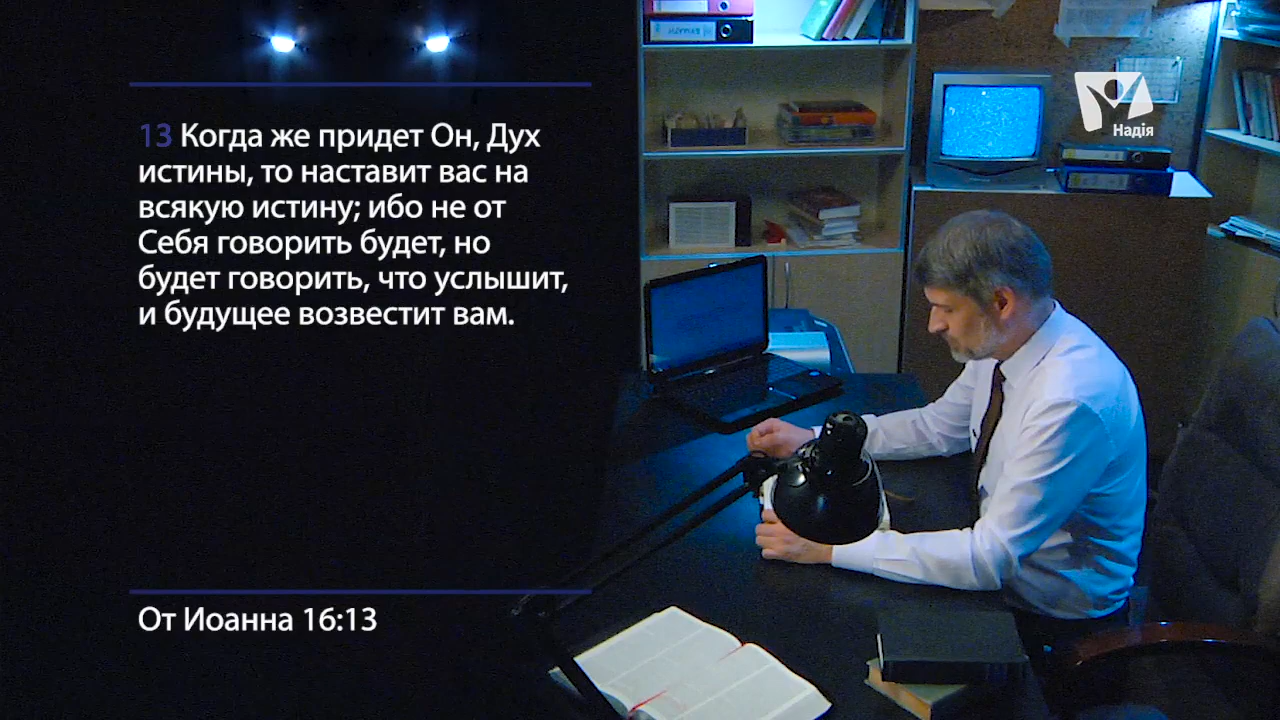 13 Когда же придет Он, Дух
истины, то наставит вас на
всякую истину; ибо не от
Себя говорить будет, но
будет говорить, что услышит,
и будущее возвестит вам.
От Иоанна 16:13
Надія